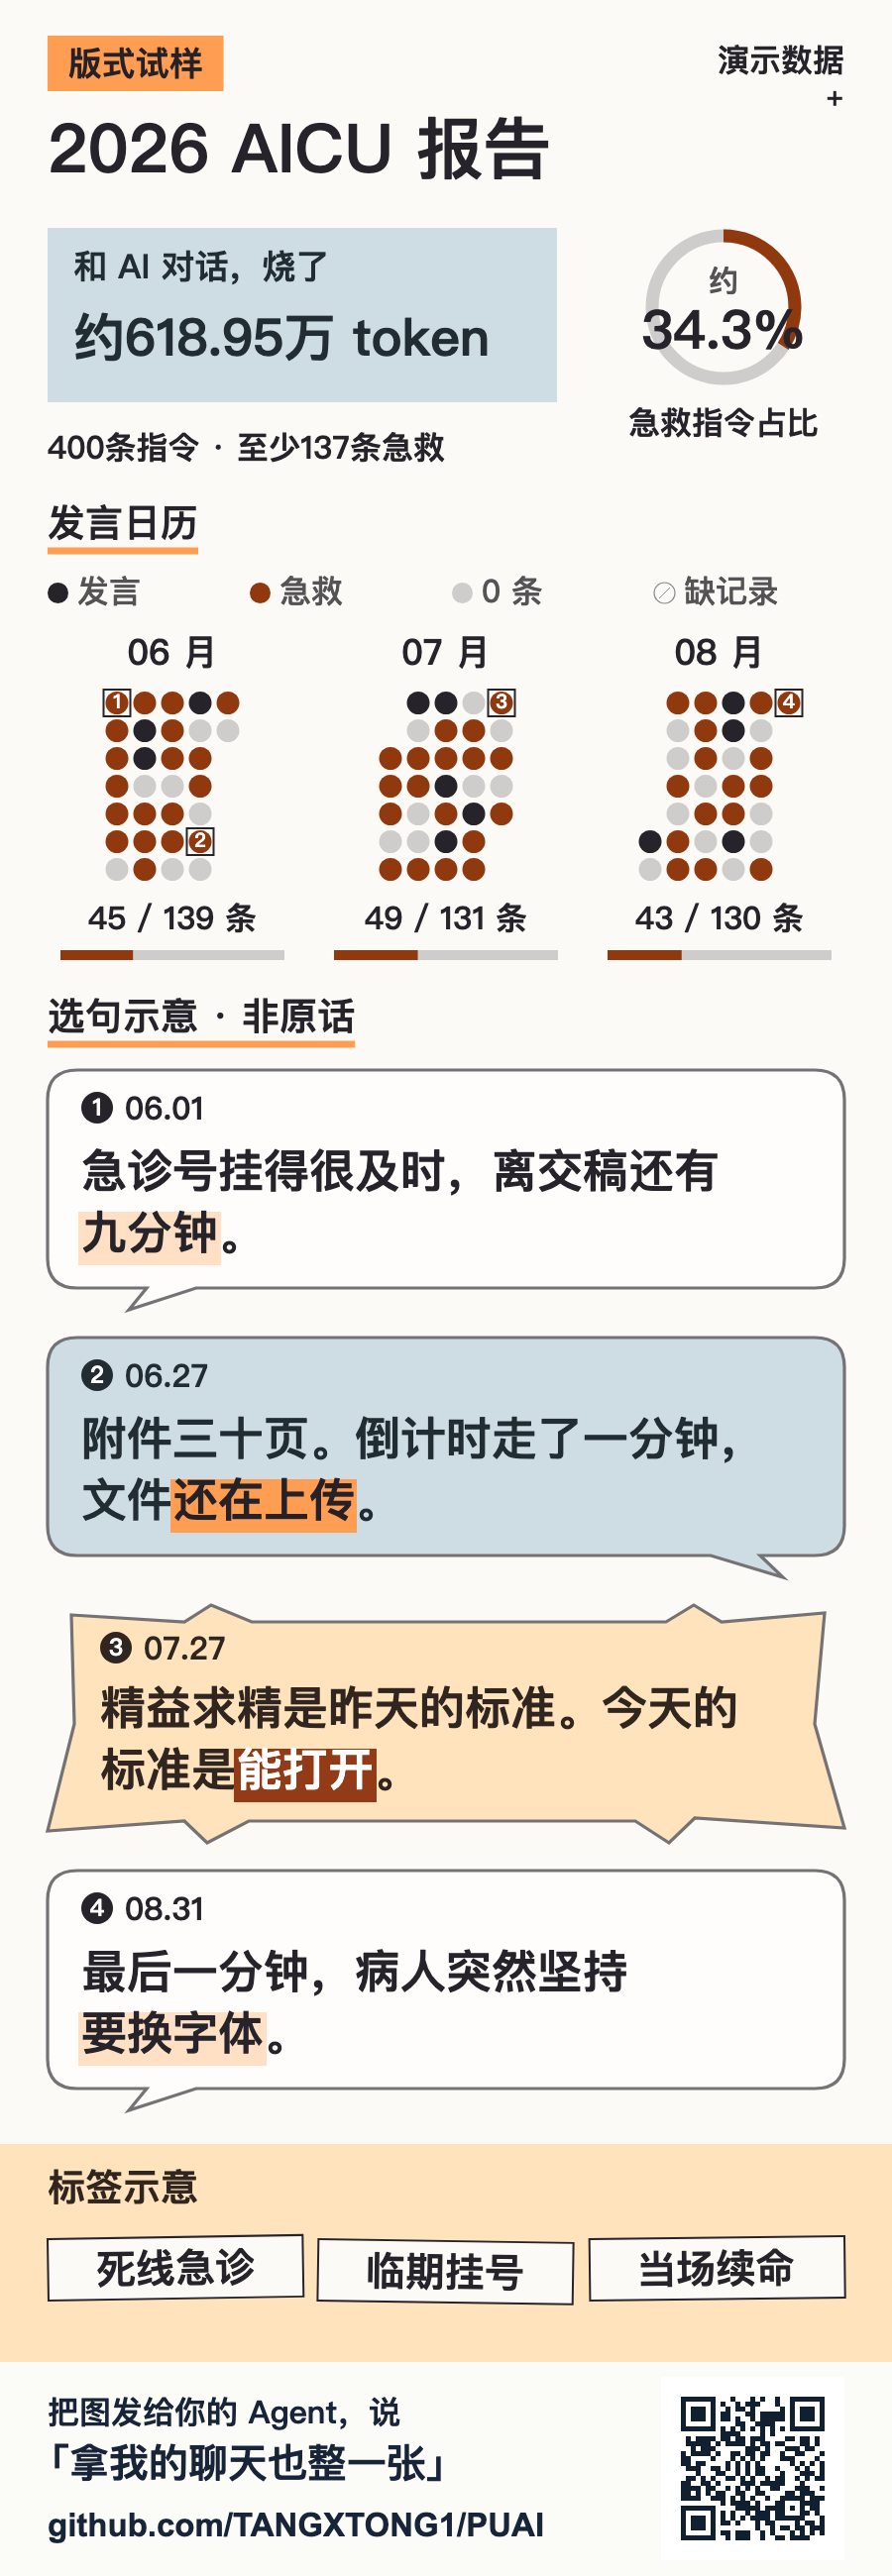 版式试样
演示数据
+
2026 AICU 报告
和 AI 对话，烧了
约618.95万 token
约
34.3%
急救指令占比
400条指令 · 至少137条急救
发言日历
发言 急救 0 条 缺记录
06 月 07 月 08 月
1 3 4
2
45 / 139 条 49 / 131 条 43 / 130 条
选句示意 · 非原话
1 06.01
急诊号挂得很及时，离交稿还有
九分钟。
2 06.27
附件三十页。倒计时走了一分钟，
文件还在上传。
3 07.27
精益求精是昨天的标准。今天的
标准是能打开。
4 08.31
最后一分钟，病人突然坚持
要换字体。
标签示意
死线急诊 临期挂号 当场续命
把图发给你的 Agent，说
「拿我的聊天也整一张」
github.com/TANGXTONG1/PUAI